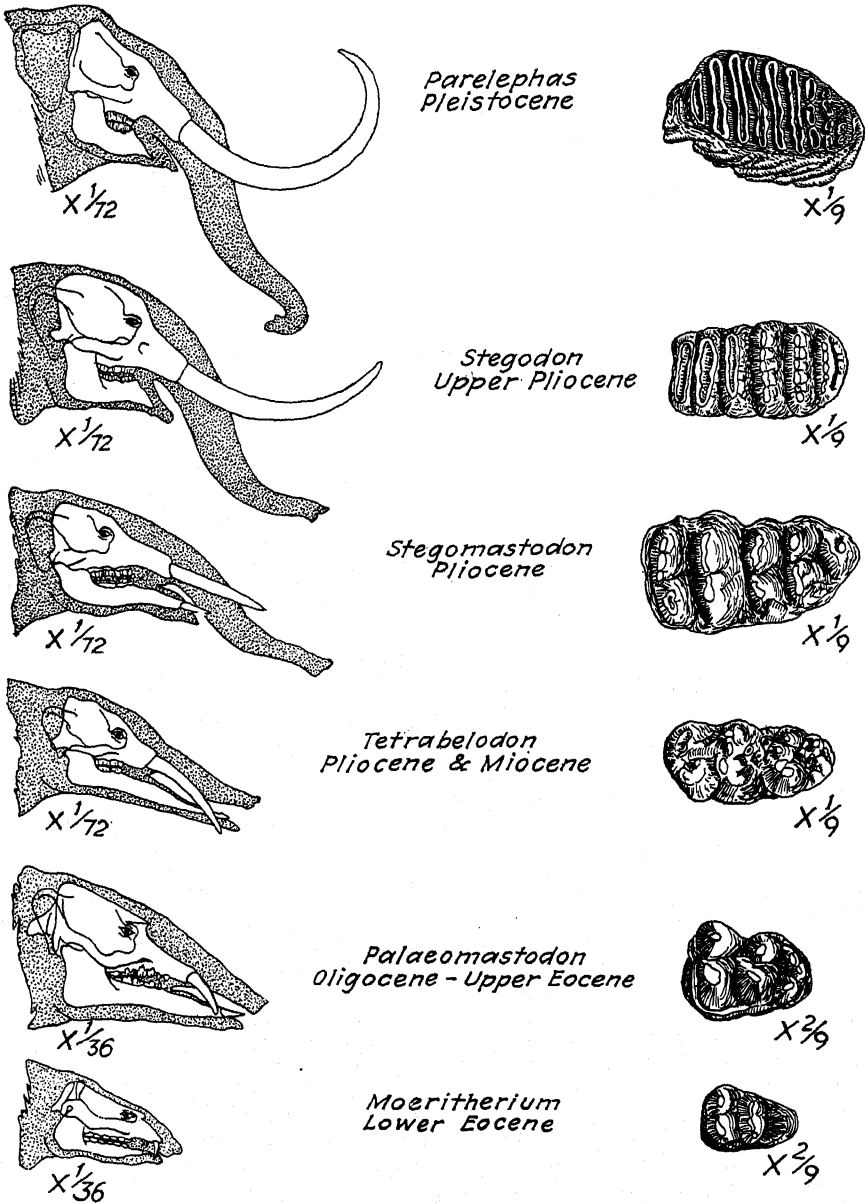 Parelephas
Pleistocene
X 1/72
X 1/9
Stegodon
Upper Pliocene
X 1/72
X 1/9
Stegomastodon
Pliocene
X 1/72
X 1/9
Tetrabelodon
Pliocene & Miocene
X 1/72
X 1/9
Palaeomastodon
Oligocene – Upper Eocene
X 1/36
X 2/9
Moeritherium
Lower Eocene
X 1/36
X 2/9